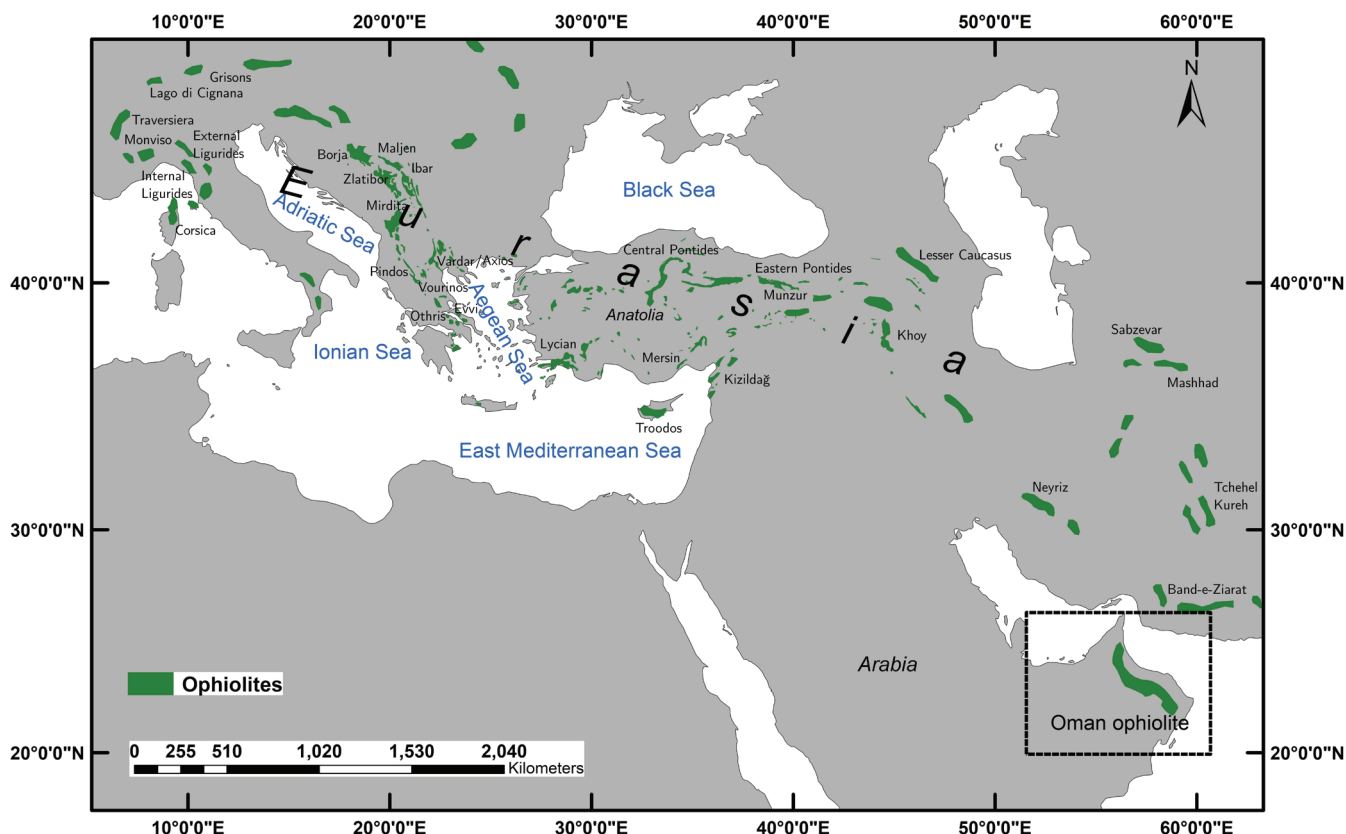 10°0'0"E 20°0'0"E 30°0'0"E 40°0'0"E 50°0'0"E 60°0'0"E
N
Grisons
Lago di Cignana
Traversiera
Monviso
External
Ligurides
Internal
Ligurides
Corsica
Borja
Maljen
Ibar
Zlatibor
Mirdita
E u r a s i a
Adriatic Sea
Black Sea
Pindos
Vardar/Axios
Vourinos
Othris
Evvi
Aegean Sea
Ionian Sea
Central Pontides
Eastern Pontides
Munzur
Lesser Caucasus
Anatolia
Khoy
Lycian
Mersin
Kizildağ
Troodos
East Mediterranean Sea
Sabzevar
Mashhad
Neyriz
Tchehel
Kureh
Band-e-Ziarat
Arabia
Oman ophiolite
40°0'0"N 40°0'0"N
30°0'0"N 30°0'0"N
20°0'0"N 20°0'0"N
Ophiolites
0 255 510 1,020 1,530 2,040
Kilometers
10°0'0"E 20°0'0"E 30°0'0"E 40°0'0"E 50°0'0"E 60°0'0"E